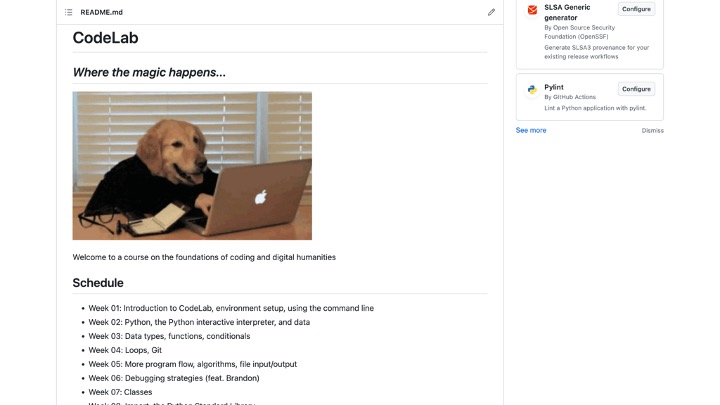 README.md
CodeLab
Where the magic happens...
Welcome to a course on the foundations of coding and digital humanities
Schedule
• Week 01: Introduction to CodeLab, environment setup, using the command line
• Week 02: Python, the Python interactive interpreter, and data
• Week 03: Data types, functions, conditionals
• Week 04: Loops, Git
• Week 05: More program flow, algorithms, file input/output
• Week 06: Debugging strategies (feat. Brandon)
• Week 07: Classes
SLSA Generic
generator
Configure
By Open Source Security
Foundation (OpenSSF)
Generate SLSA3 provenance for your
existing release workflows
Pylint
Configure
By GitHub Actions
Lint a Python application with pylint.
See more
Dismiss